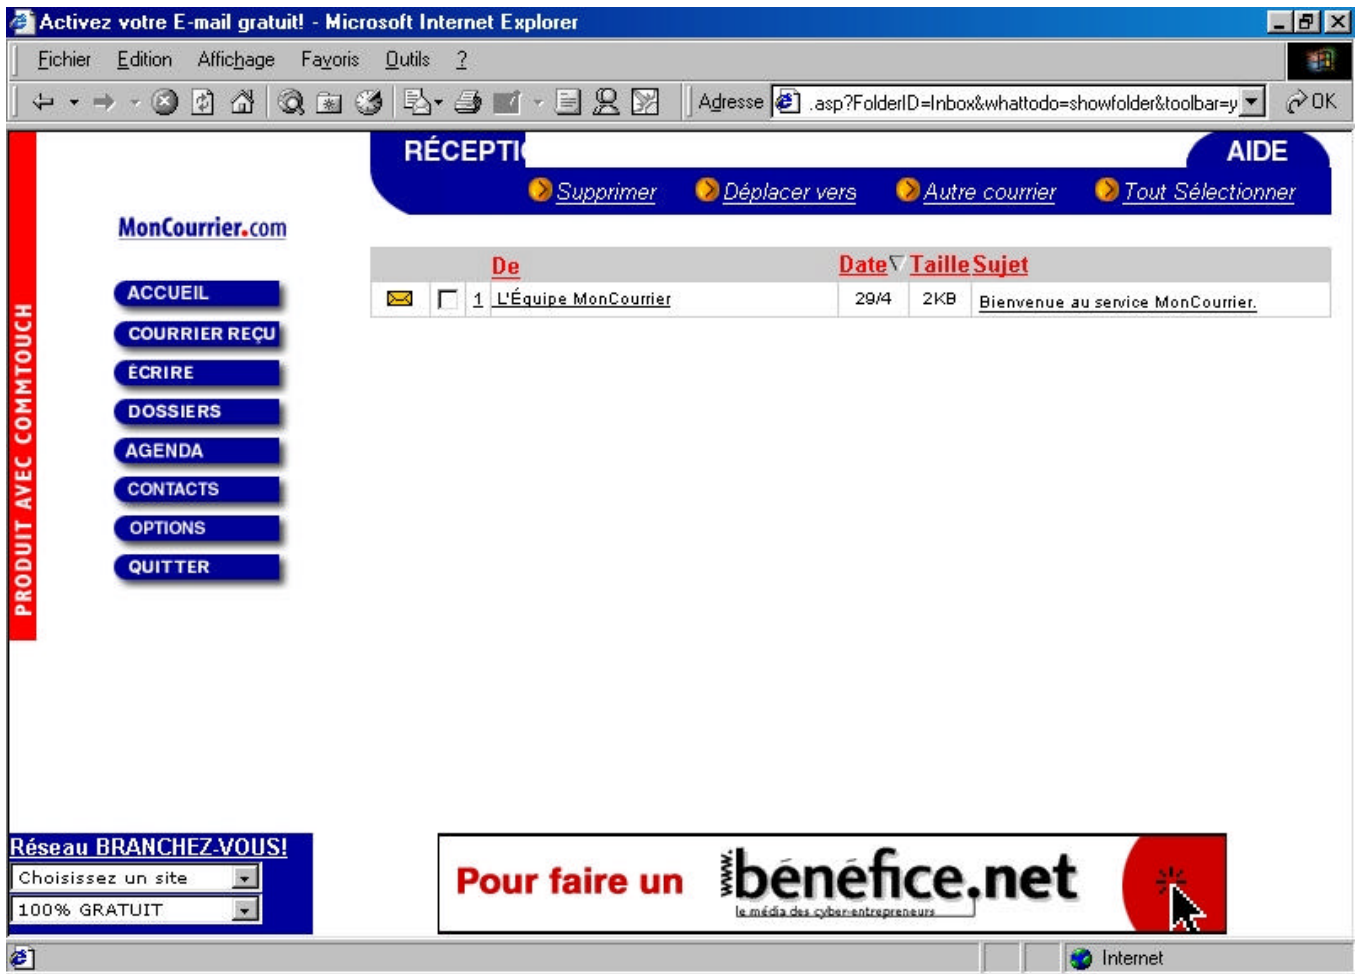 Activez votre E-mail gratuit! - Microsoft Internet Explorer
Fichier Edition Affichage Favoris Outils ?
Adresse .asp?FolderID=Inbox&whattodo=showfolder&toolbar=y OK
RÉCEPTI AIDE
Supprimer Déplacer vers Autre courrier Tout Sélectionner
MonCourrier.com
De Date Taille Sujet
1 L'Équipe MonCourrier 29/4 2KB Bienvenue au service MonCourrier.
ACCUEIL
COURRIER REÇU
ÉCRIRE
DOSSIERS
AGENDA
CONTACTS
OPTIONS
QUITTER
PRODUIT AVEC COMMTOUCH
Réseau BRANCHEZ-VOUS!
Choisissez un site
100% GRATUIT
Pour faire un www.bénéfice.net
le média des cyber-entrepreneurs
Internet